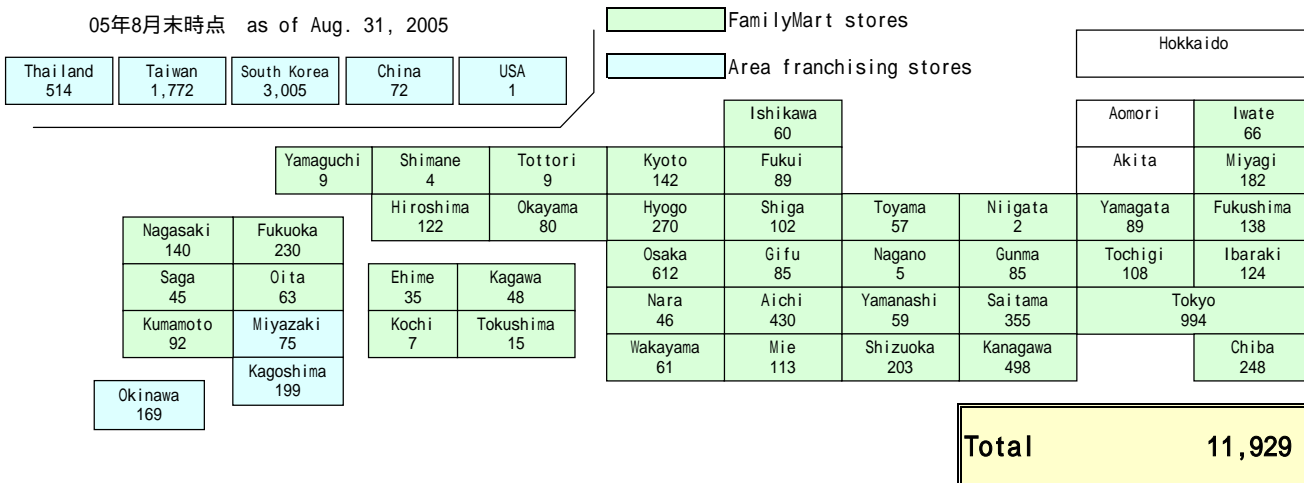 05年8月末時点 as of Aug. 31, 2005
FamilyMart stores
Area franchising stores
Thailand
514
Taiwan
1,772
South Korea
3,005
China
72
USA
1
Hokkaido
Ishikawa
60
Aomori
Iwate
66
Yamaguchi
9
Shimane
4
Tottori
9
Kyoto
142
Fukui
89
Akita
Miyagi
182
Hiroshima
122
Okayama
80
Hyogo
270
Shiga
102
Toyama
57
Niigata
2
Yamagata
89
Fukushima
138
Nagasaki
140
Fukuoka
230
Osaka
612
Gifu
85
Nagano
5
Gunma
85
Tochigi
108
Ibaraki
124
Saga
45
Oita
63
Ehime
35
Kagawa
48
Nara
46
Aichi
430
Yamanashi
59
Saitama
355
Tokyo
994
Kumamoto
92
Miyazaki
75
Kochi
7
Tokushima
15
Wakayama
61
Mie
113
Shizuoka
203
Kanagawa
498
Chiba
248
Kagoshima
199
Okinawa
169
Total 11,929